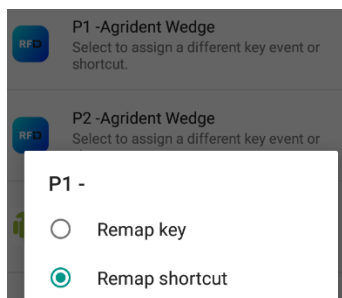 P1 -Agrident Wedge
RFID
Select to assign a different key event or
shortcut.
P2 -Agrident Wedge
RFID
Select to assign a different key event or
P1 -
Remap key
Remap shortcut